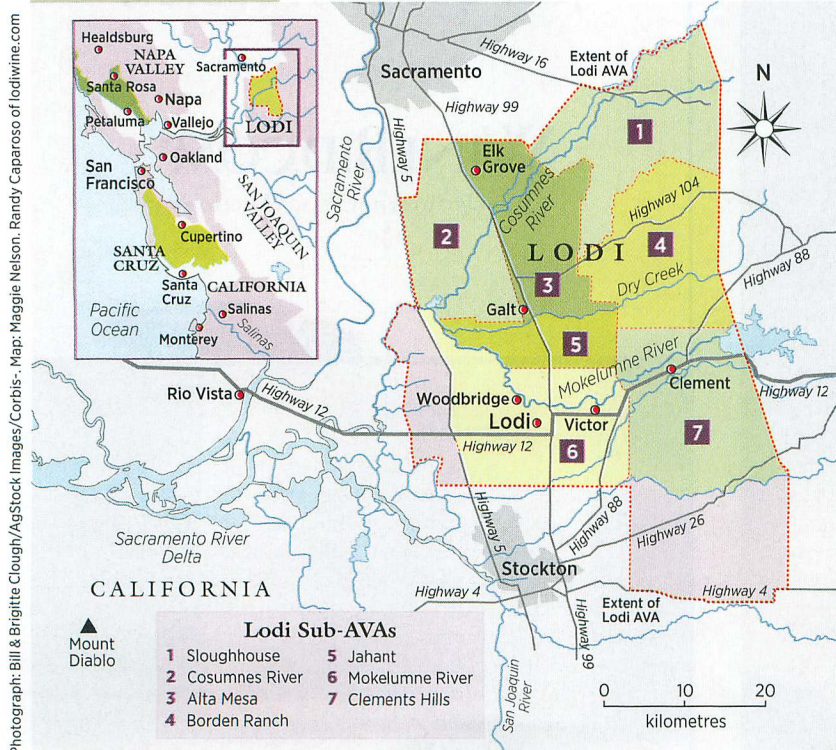 Photograph: Bill & Brigitte Clough/AgStock Images/Corbis-. Map: Maggie Nelson. Randy Caparoso of lodiwine.com
Healdsburg
NAPA
VALLEY
Santa Rosa
Napa
Petaluma
Vallejo
Sacramento
LODI
Oakland
San
Francisco
SAN JOAQUIN
VALLEY
Cupertino
SANTA
CRUZ
Santa
Cruz
CALIFORNIA
Pacific
Ocean
Salinas
Salinas
Monterey
Sacramento
Highway 16
Extent of
Lodi AVA
N
Highway 99
Highway 5
Sacramento
River
1
Elk
Grove
Cosumnes
River
Highway 104
2
LODI
4
Highway 88
3
Dry Creek
Galt
5
Mokelumne River
Clement
Rio Vista
Highway 12
Woodbridge
Lodi
Victor
Highway 12
Highway 12
6
7
Highway 5
Highway 88
Highway 26
Sacramento River
Delta
Stockton
CALIFORNIA
Highway 4
Highway 4
Extent of
Lodi AVA
Highway 99
Mount
Diablo
San Joaquin
River
Lodi Sub-AVAs
1 Sloughhouse
2 Cosumnes River
3 Alta Mesa
4 Borden Ranch
5 Jahant
6 Mokelumne River
7 Clements Hills
0 10 20
kilometres